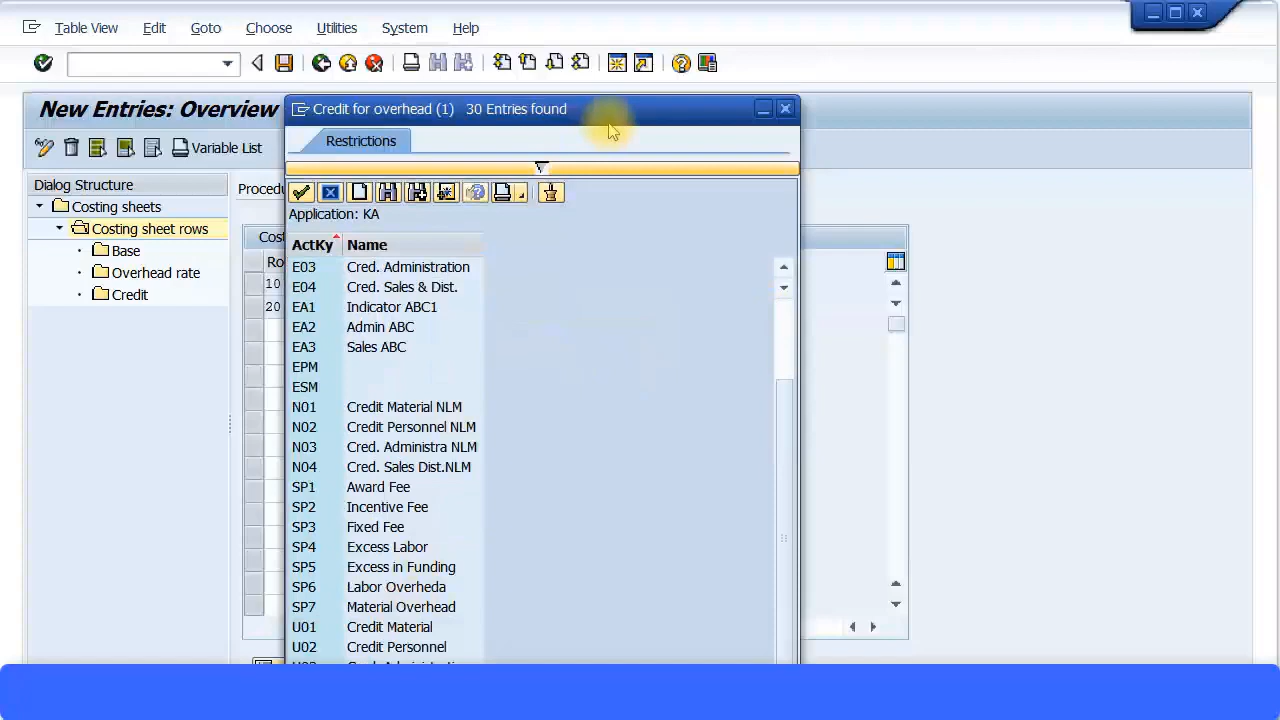 Table View Edit Goto Choose Utilities System Help
New Entries: Overview
Variable List
Credit for overhead (1) 30 Entries found
Restrictions
Application: KA
ActKy Name
E03 Cred. Administration
E04 Cred. Sales & Dist.
EA1 Indicator ABC1
EA2 Admin ABC
EA3 Sales ABC
EPM
ESM
N01 Credit Material NLM
N02 Credit Personnel NLM
N03 Cred. Administra NLM
N04 Cred. Sales Dist.NLM
SP1 Award Fee
SP2 Incentive Fee
SP3 Fixed Fee
SP4 Excess Labor
SP5 Excess in Funding
SP6 Labor Overheda
SP7 Material Overhead
U01 Credit Material
U02 Credit Personnel
Dialog Structure
Costing sheets
Costing sheet rows
Base
Overhead rate
Credit
10
20